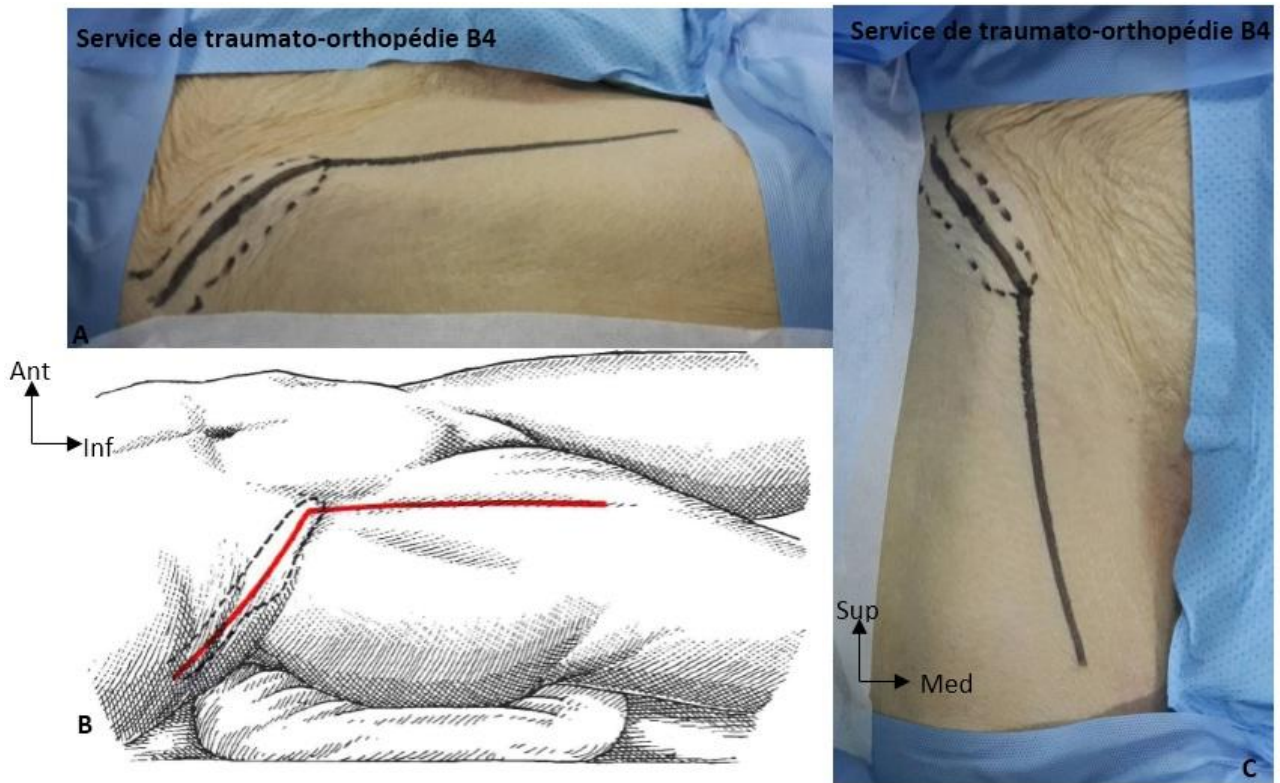 Service de traumato-orthopédie B4
A
Ant
Inf
B
Service de traumato-orthopédie B4
Sup
Med
C